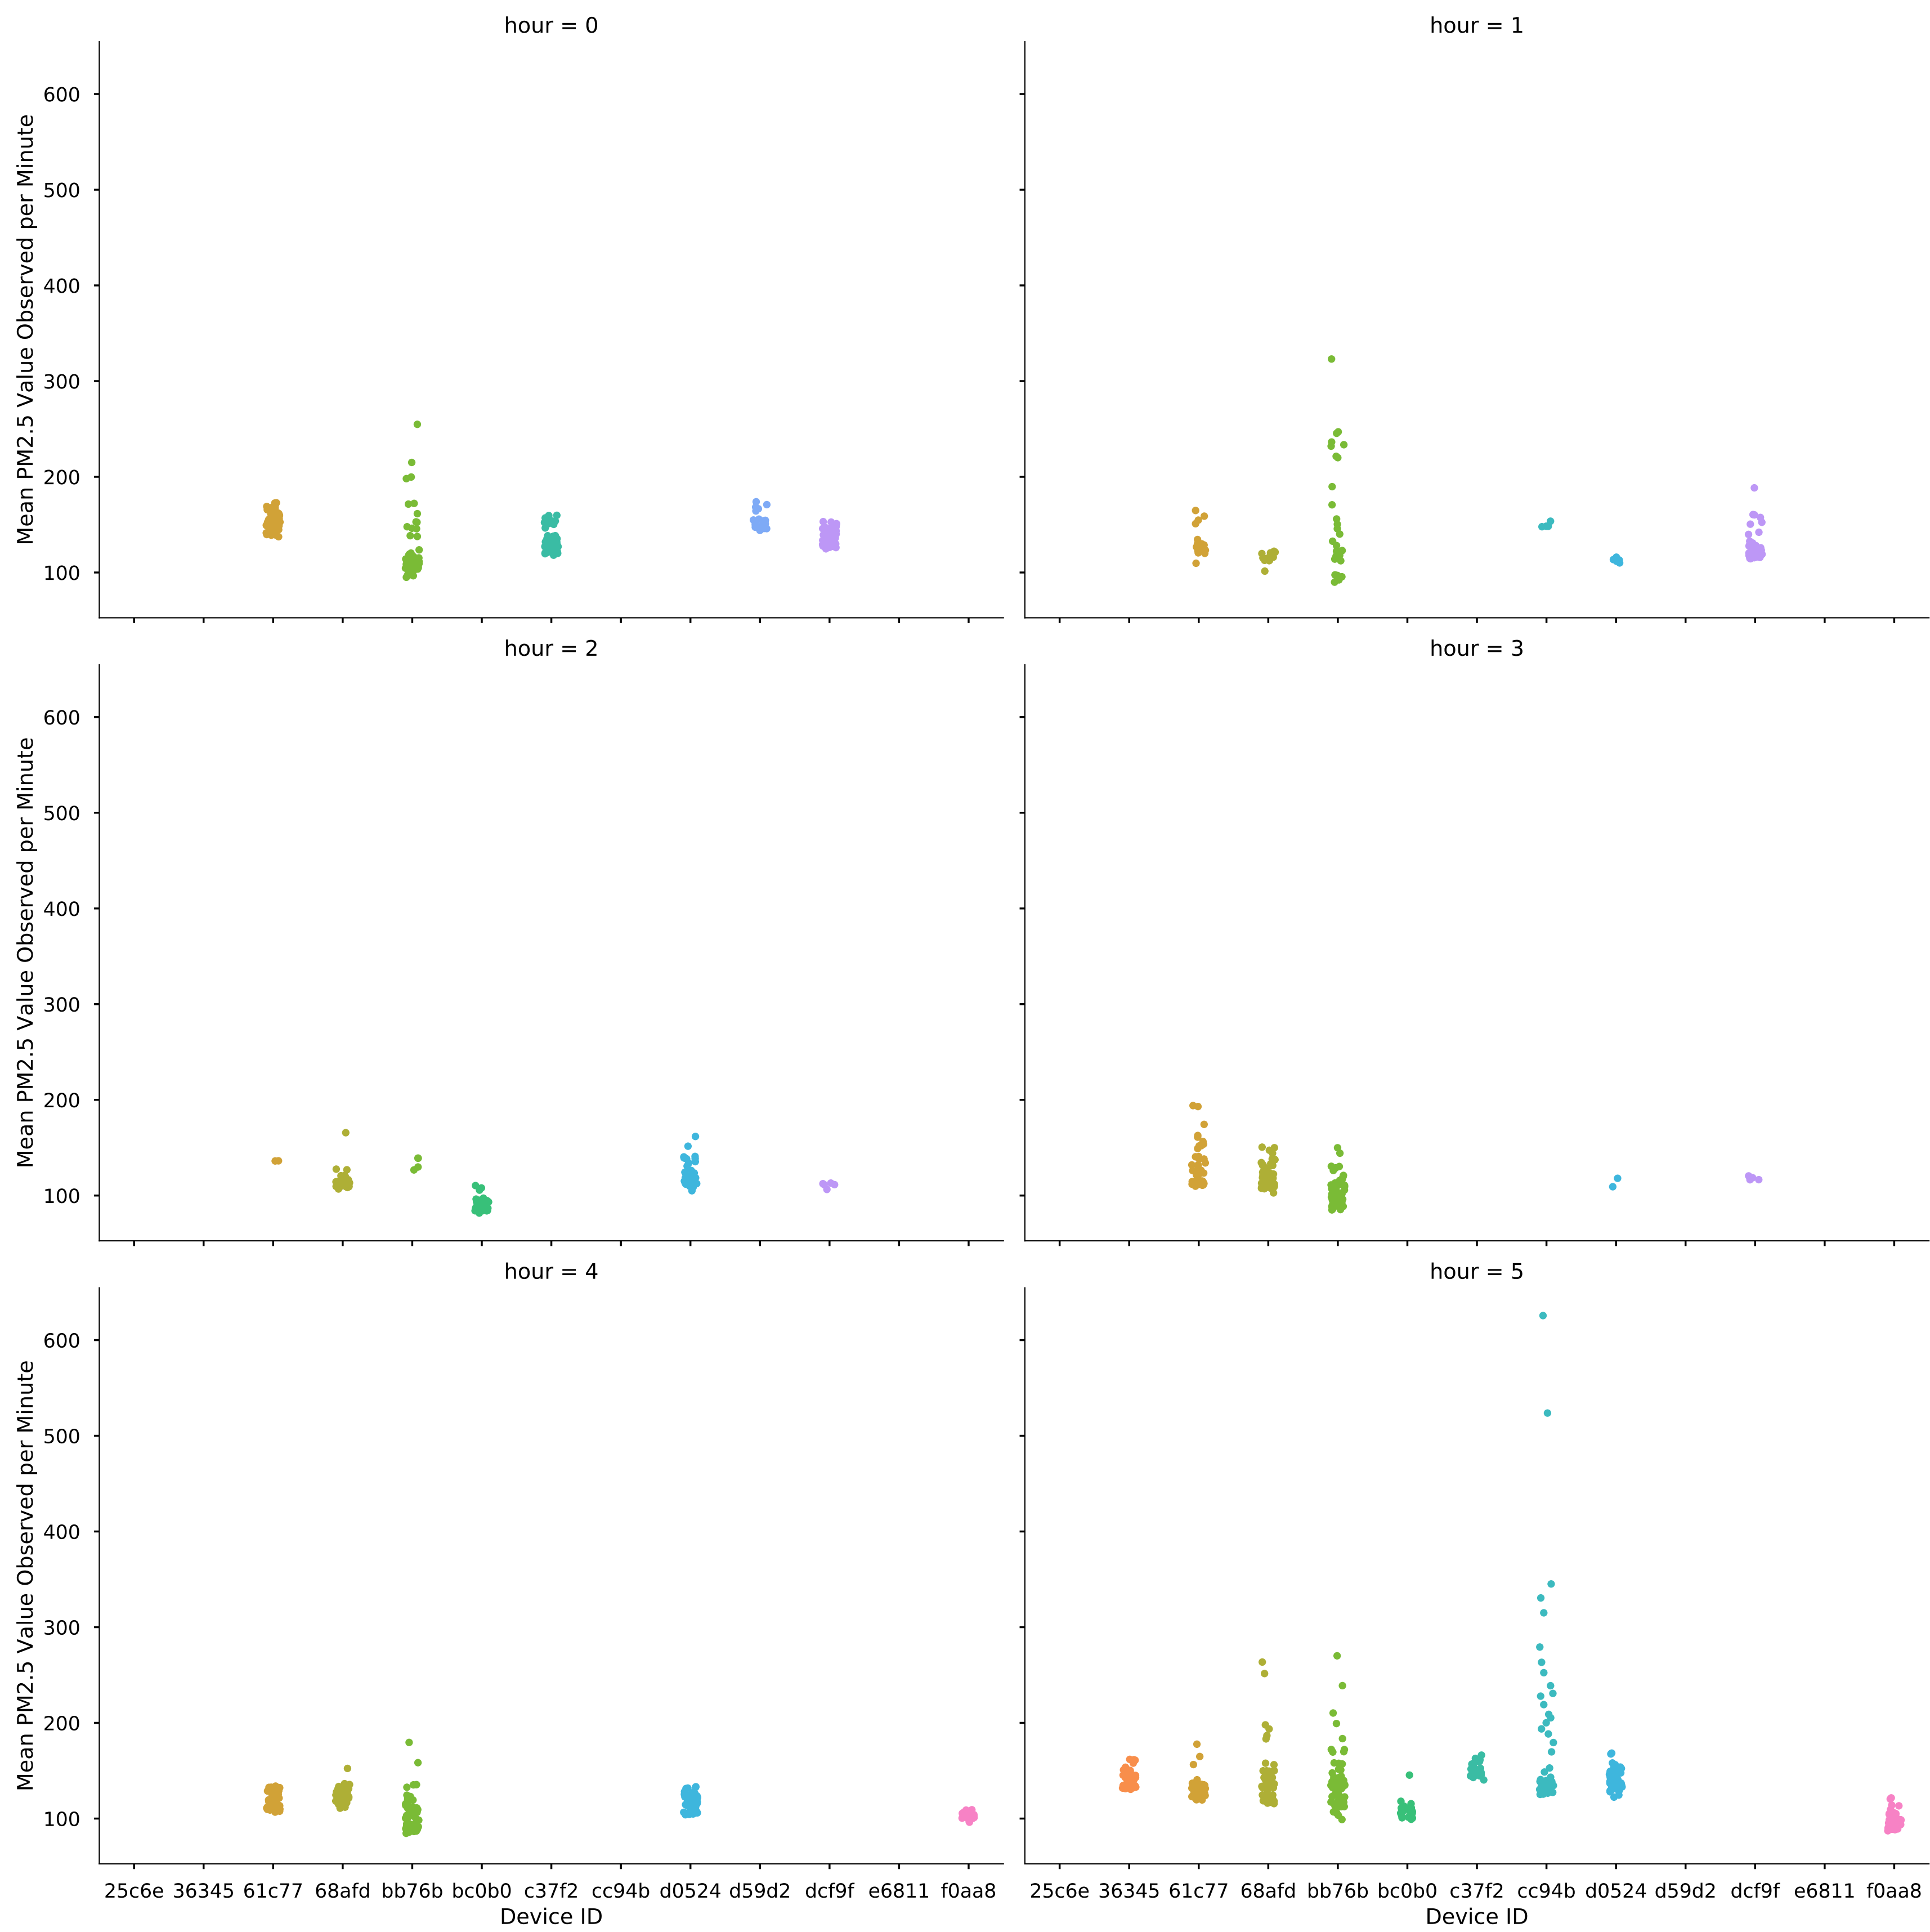 hour = 0
hour = 1
Mean PM2.5 Value Observed per Minute
600
500
400
300
200
100
hour = 2
hour = 3
Mean PM2.5 Value Observed per Minute
600
500
400
300
200
100
hour = 4
hour = 5
Mean PM2.5 Value Observed per Minute
600
500
400
300
200
100
25c6e 36345 61c77 68afd bb76b bc0b0 c37f2 cc94b d0524 d59d2 dcf9f e6811 f0aa8
Device ID
25c6e 36345 61c77 68afd bb76b bc0b0 c37f2 cc94b d0524 d59d2 dcf9f e6811 f0aa8
Device ID